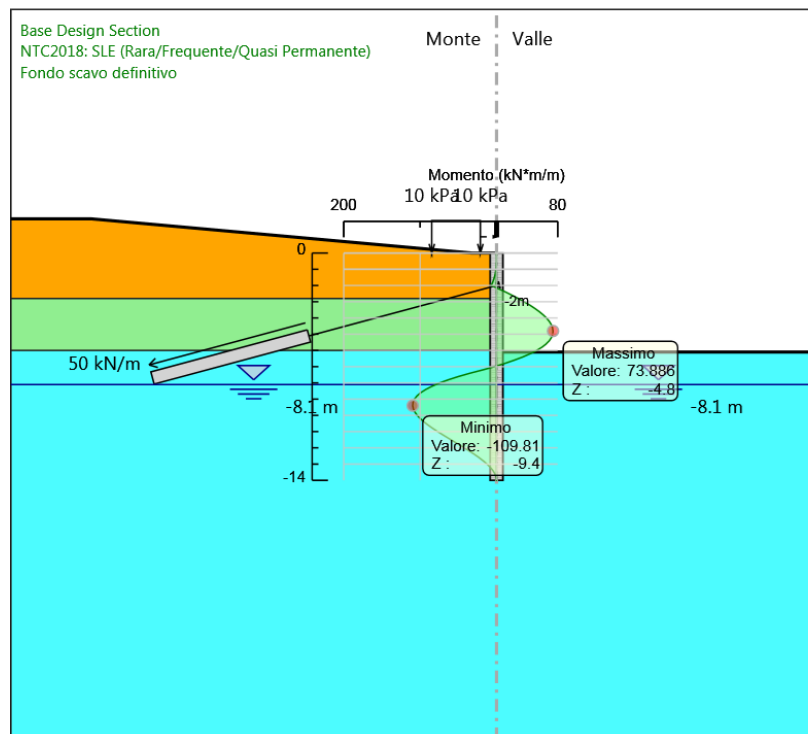 Base Design Section
NTC2018: SLE (Rara/Frequente/Quasi Permanente)
Fondo scavo definitivo
Monte Valle
Momento (kN*m/m)
10 kPa 10 kPa
200 80
0
-2m
50 kN/m
Massimo
Valore: 73.886
Z : -4.8
-8.1 m
-8.1 m
Minimo
Valore: -109.81
Z : -9.4
-14